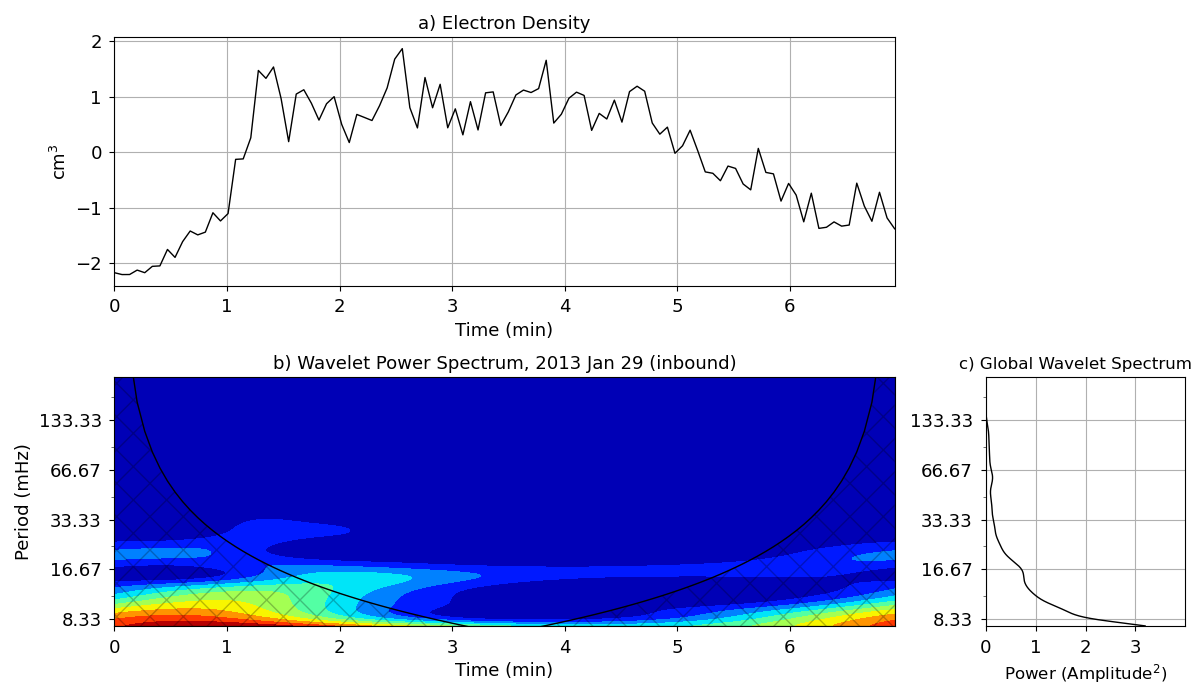 a) Electron Density
2
1
0
−1
−2
cm³
0 1 2 3 4 5 6
Time (min)
b) Wavelet Power Spectrum, 2013 Jan 29 (inbound)
133.33
66.67
33.33
16.67
8.33
Period (mHz)
0 1 2 3 4 5 6
Time (min)
c) Global Wavelet Spectrum
133.33
66.67
33.33
16.67
8.33
0 1 2 3
Power (Amplitude²)